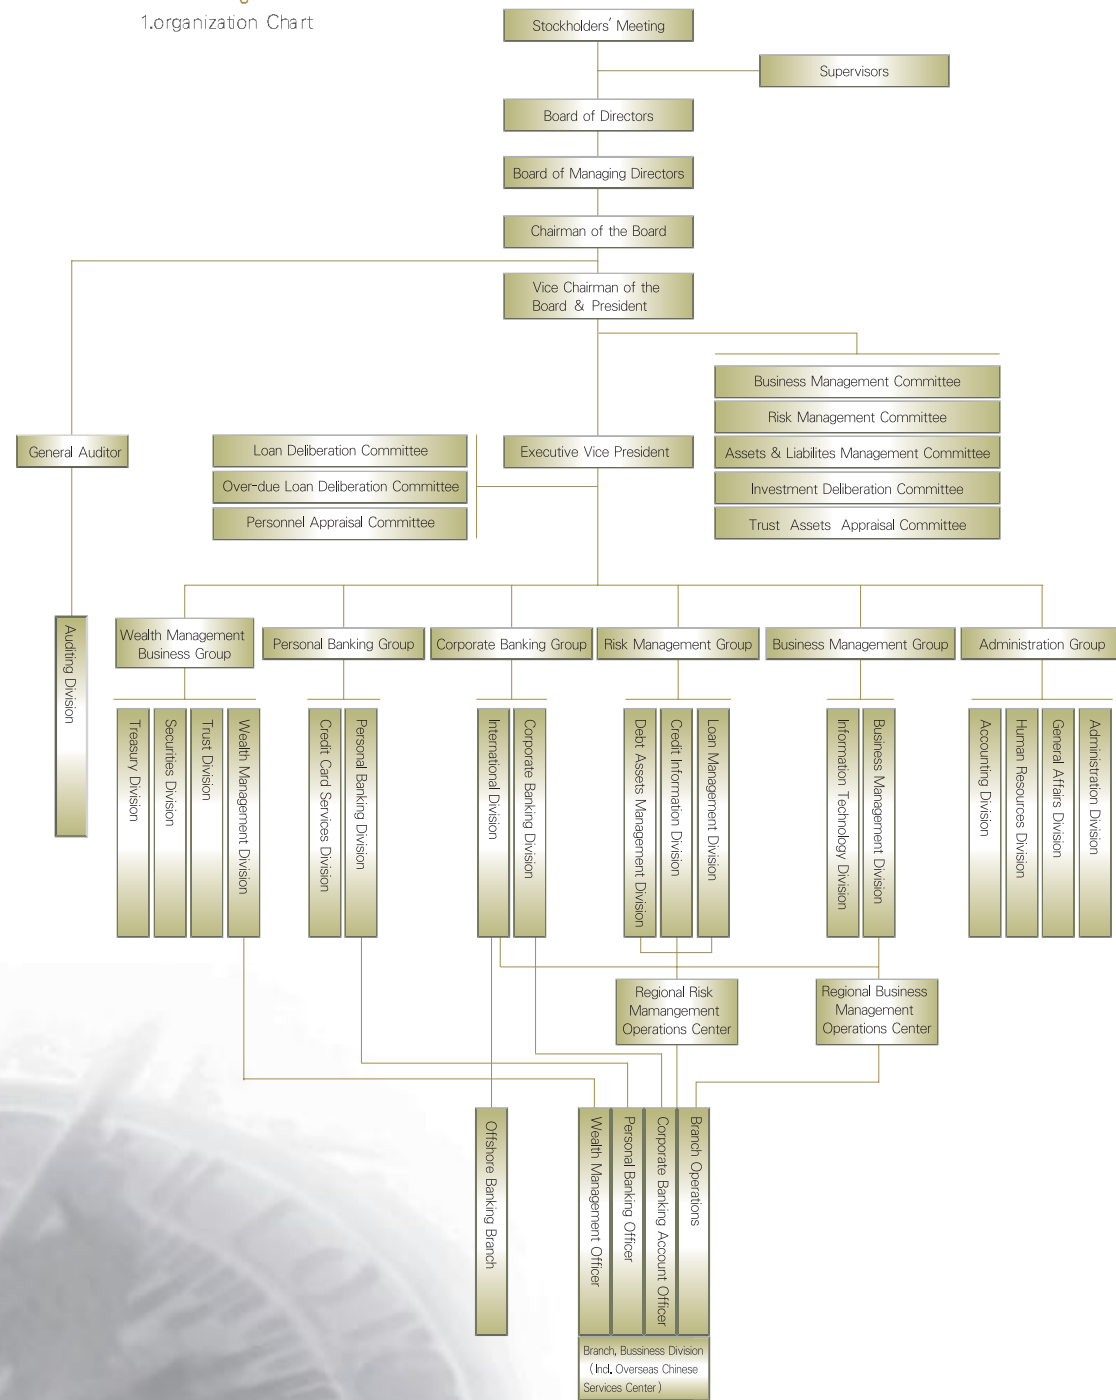 1.organization Chart
Stockholders' Meeting
Supervisors
Board of Directors
Board of Managing Directors
Chairman of the Board
Vice Chairman of the
Board & President
Business Management Committee
Risk Management Committee
Assets & Liabilites Management Committee
Investment Deliberation Committee
Trust Assets Appraisal Committee
General Auditor
Loan Deliberation Committee
Over-due Loan Deliberation Committee
Personnel Appraisal Committee
Executive Vice President
Auditing Division
Wealth Management
Business Group
Personal Banking Group
Corporate Banking Group
Risk Management Group
Business Management Group
Administration Group
Treasury Division
Securities Division
Trust Division
Wealth Management Division
Credit Card Services Division
Personal Banking Division
International Division
Corporate Banking Division
Debt Assets Management Division
Credit Information Division
Loan Management Division
Information Technology Division
Business Management Division
Accounting Division
Human Resources Division
General Affairs Division
Administration Division
Regional Risk
Mamangement
Operations Center
Regional Business
Management
Operations Center
Offshore Banking Branch
Wealth Management Officer
Personal Banking Officer
Corporate Banking Account Officer
Branch Operations
Branch, Bussiness Division
(Incl. Overseas Chinese
Services Center)